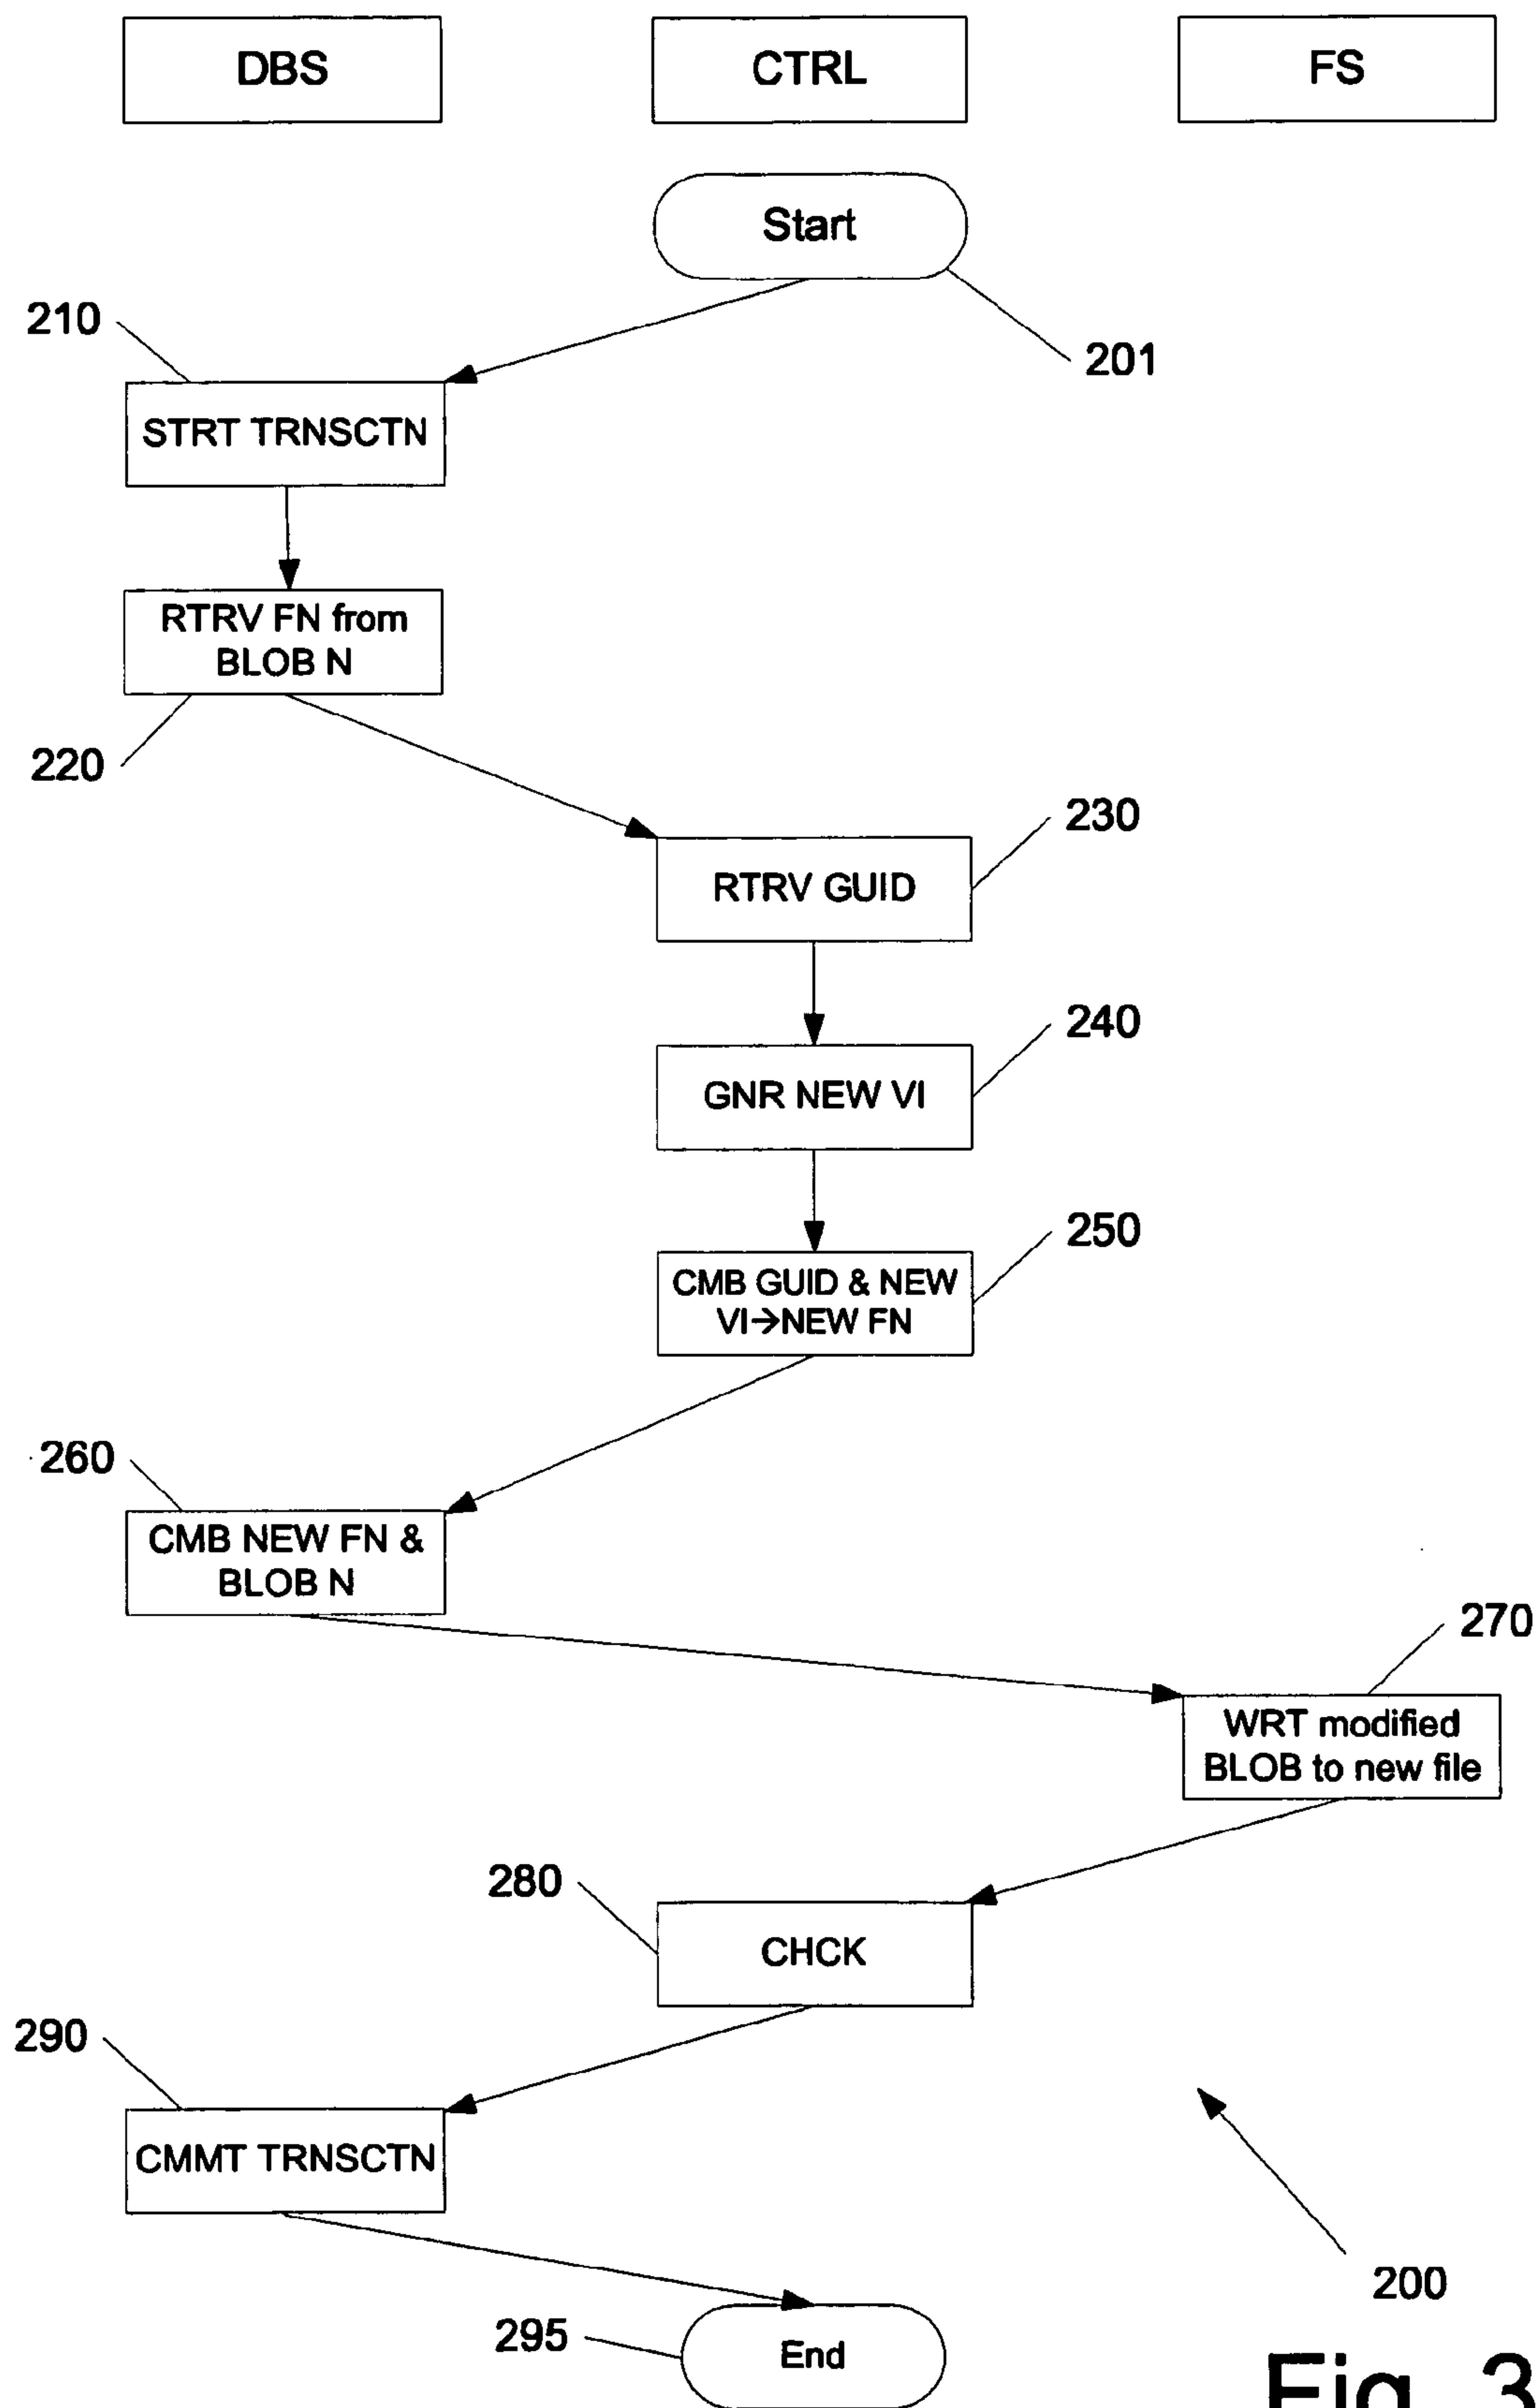 DBS
CTRL
FS
Start
201
210
STRT TRNSCTN
RTRV FN from
BLOB N
220
230
RTRV GUID
240
GNR NEW VI
250
CMB GUID & NEW
VI→NEW FN
260
CMB NEW FN &
BLOB N
270
WRT modified
BLOB to new file
280
CHCK
290
CMMT TRNSCTN
200
295
End
Fig. 3